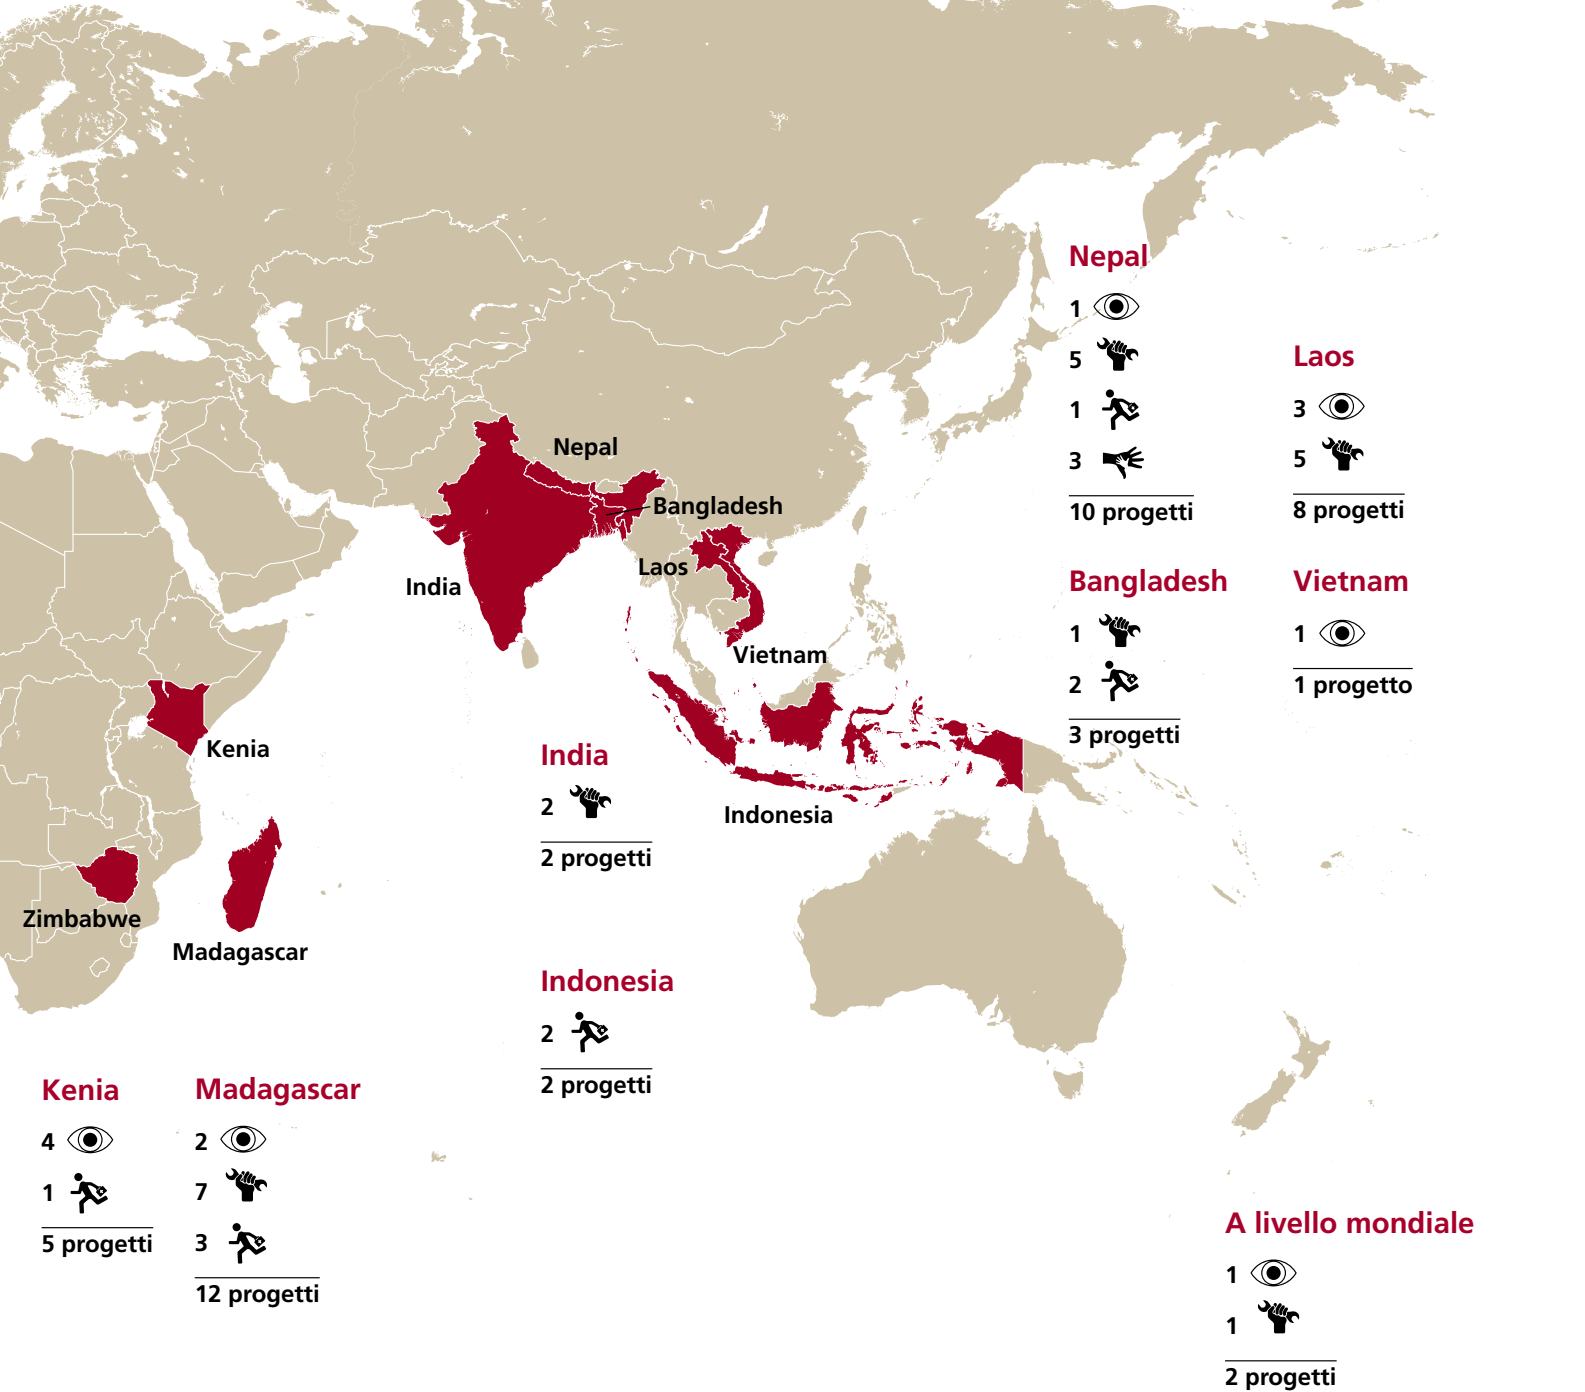 Nepal
1
5
1
3
10 progetti
Laos
3
5
8 progetti
Bangladesh
1
2
3 progetti
Vietnam
1
1 progetto
Nepal
Bangladesh
Laos
India
Vietnam
Kenia
Indonesia
Zimbabwe
Madagascar
India
2
2 progetti
Indonesia
2
2 progetti
Kenia
4
1
5 progetti
Madagascar
2
7
3
12 progetti
A livello mondiale
1
1
2 progetti